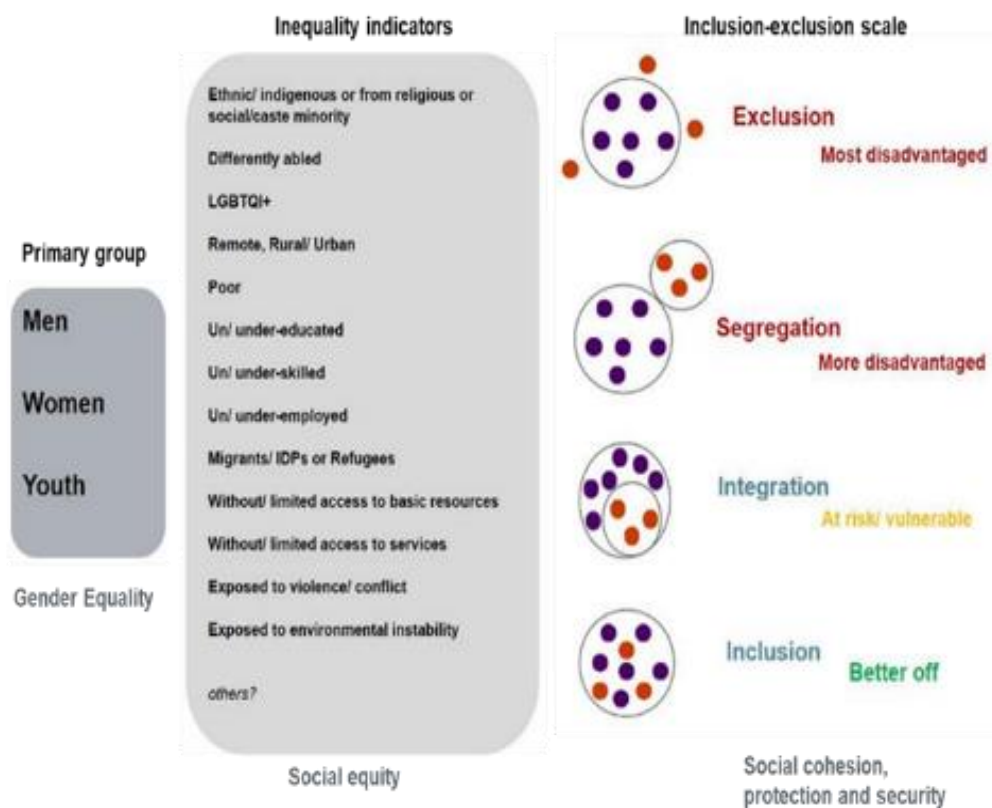 Primary group
Men
Women
Youth
Gender Equality
Inequality indicators
Ethnic/ indigenous or from religious or
social/caste minority
Differently abled
LGBTQI+
Remote, Rural/ Urban
Poor
Un/ under-educated
Un/ under-skilled
Un/ under-employed
Migrants/ IDPs or Refugees
Without/ limited access to basic resources
Without/ limited access to services
Exposed to violence/ conflict
Exposed to environmental instability
others?
Social equity
Inclusion-exclusion scale
Exclusion
Most disadvantaged
Segregation
More disadvantaged
Integration
At risk/ vulnerable
Inclusion
Better off
Social cohesion,
protection and security